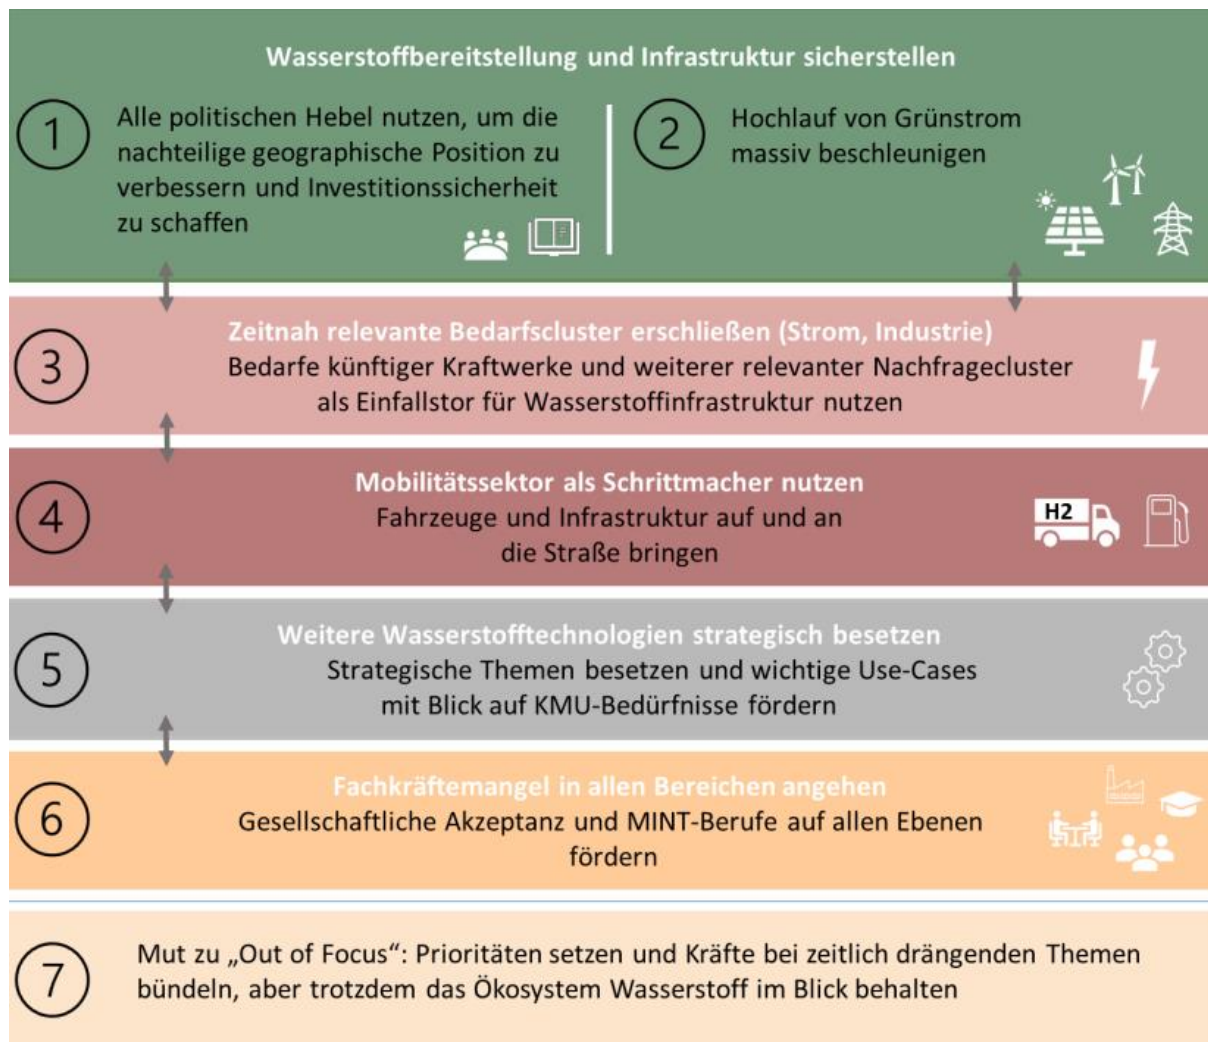 Wasserstoffbereitstellung und Infrastruktur sicherstellen
1
Alle politischen Hebel nutzen, um die
nachteilige geographische Position zu
verbessern und Investitionssicherheit
zu schaffen
2
Hochlauf von Grünstrom
massiv beschleunigen
3
Zeitnah relevante Bedarfscluster erschließen (Strom, Industrie)
Bedarfe künftiger Kraftwerke und weiterer relevanter Nachfragecluster
als Einfallstor für Wasserstoffinfrastruktur nutzen
4
Mobilitätssektor als Schrittmacher nutzen
Fahrzeuge und Infrastruktur auf und an
die Straße bringen
H2
5
Weitere Wasserstofftechnologien strategisch besetzen
Strategische Themen besetzen und wichtige Use-Cases
mit Blick auf KMU-Bedürfnisse fördern
6
Fachkräftemangel in allen Bereichen angehen
Gesellschaftliche Akzeptanz und MINT-Berufe auf allen Ebenen
fördern
7
Mut zu „Out of Focus“: Prioritäten setzen und Kräfte bei zeitlich drängenden Themen
bündeln, aber trotzdem das Ökosystem Wasserstoff im Blick behalten